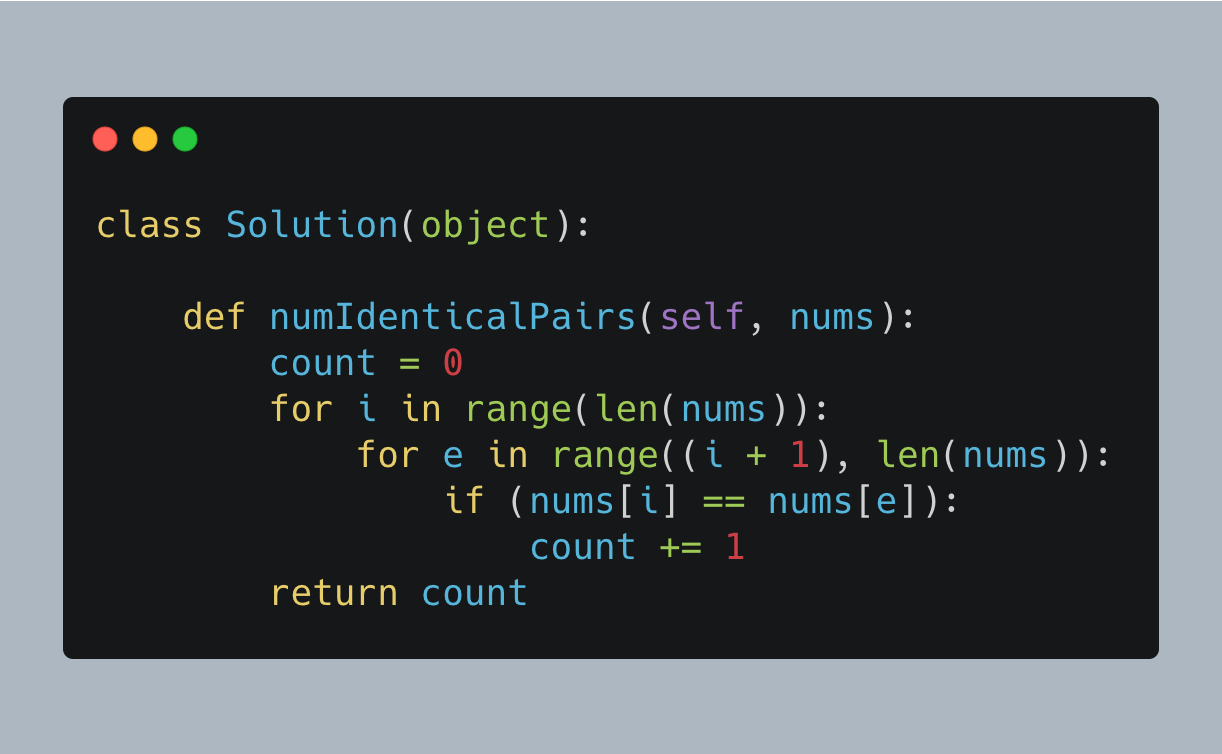 class Solution(object):
    def numIdenticalPairs(self, nums):
        count = 0
        for i in range(len(nums)):
            for e in range((i + 1), len(nums)):
                if (nums[i] == nums[e]):
                    count += 1
        return count